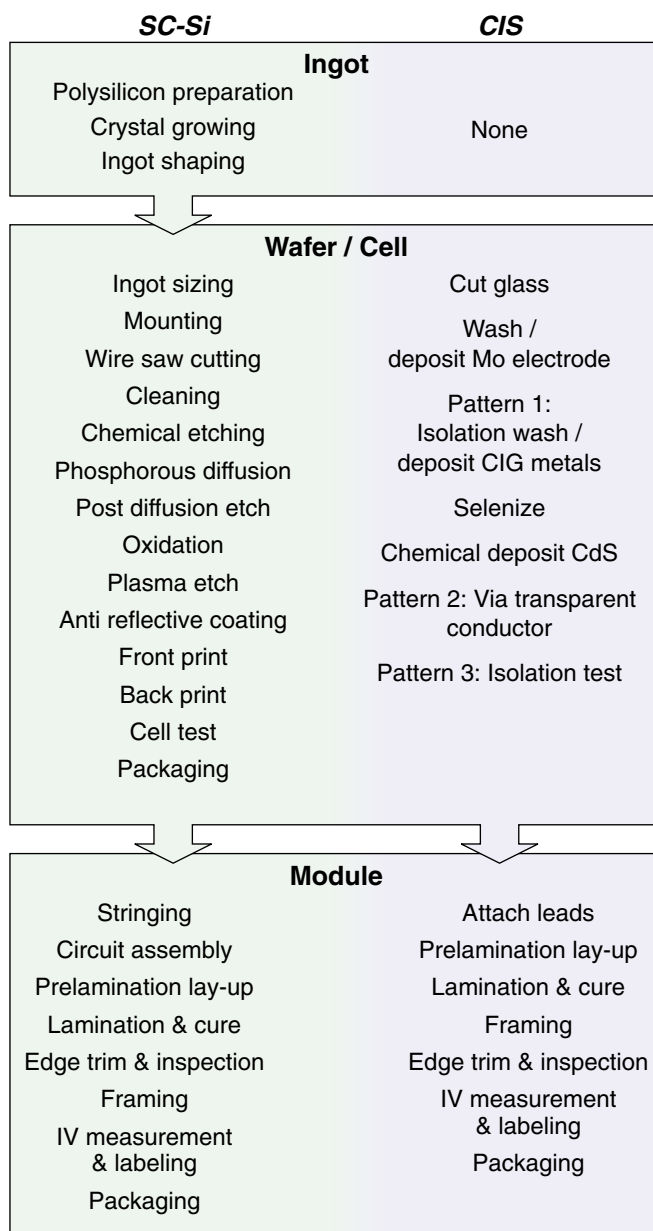 SC-Si
CIS
Ingot
Polysilicon preparation
Crystal growing
Ingot shaping
None
Wafer / Cell
Ingot sizing
Mounting
Wire saw cutting
Cleaning
Chemical etching
Phosphorous diffusion
Post diffusion etch
Oxidation
Plasma etch
Anti reflective coating
Front print
Back print
Cell test
Packaging
Cut glass
Wash /
deposit Mo electrode
Pattern 1:
Isolation wash /
deposit CIG metals
Selenize
Chemical deposit CdS
Pattern 2: Via transparent
conductor
Pattern 3: Isolation test
Module
Stringing
Circuit assembly
Prelamination lay-up
Lamination & cure
Edge trim & inspection
Framing
IV measurement
& labeling
Packaging
Attach leads
Prelamination lay-up
Lamination & cure
Framing
Edge trim & inspection
IV measurement
& labeling
Packaging